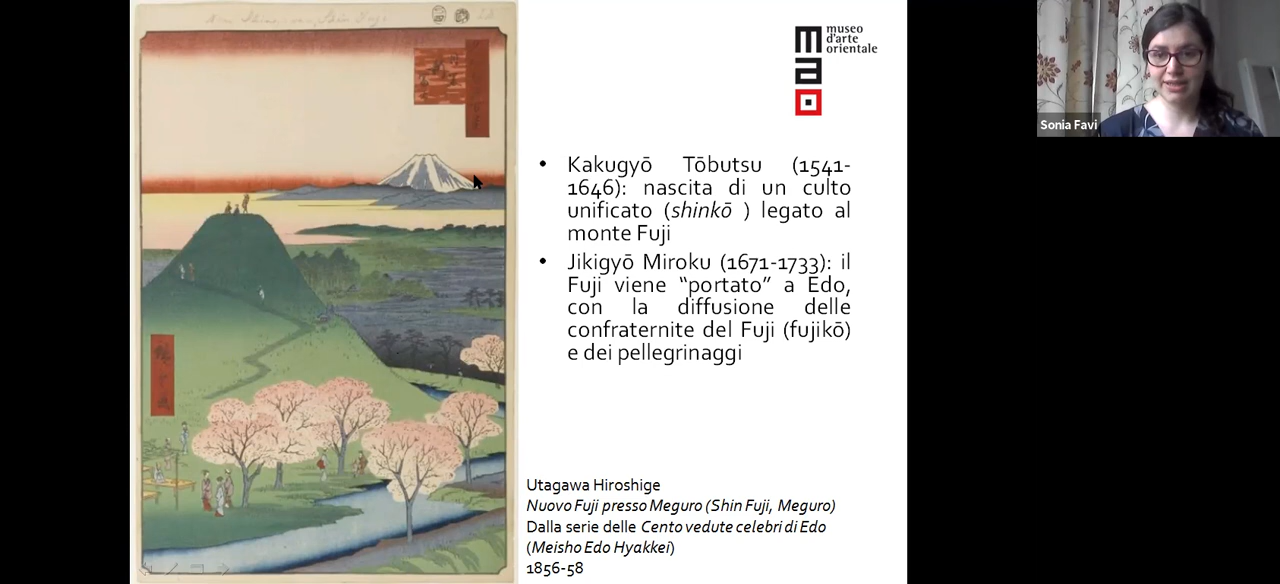 museo
d'arte
orientale
mao
Sonia Favi
• Kakugyō Tōbutsu (1541-
1646): nascita di un culto
unificato (shinkō ) legato al
monte Fuji
• Jikigyō Miroku (1671-1733): il
Fuji viene “portato” a Edo,
con la diffusione delle
confraternite del Fuji (fujikō)
e dei pellegrinaggi
Utagawa Hiroshige
Nuovo Fuji presso Meguro (Shin Fuji, Meguro)
Dalla serie delle Cento vedute celebri di Edo
(Meisho Edo Hyakkei)
1856-58